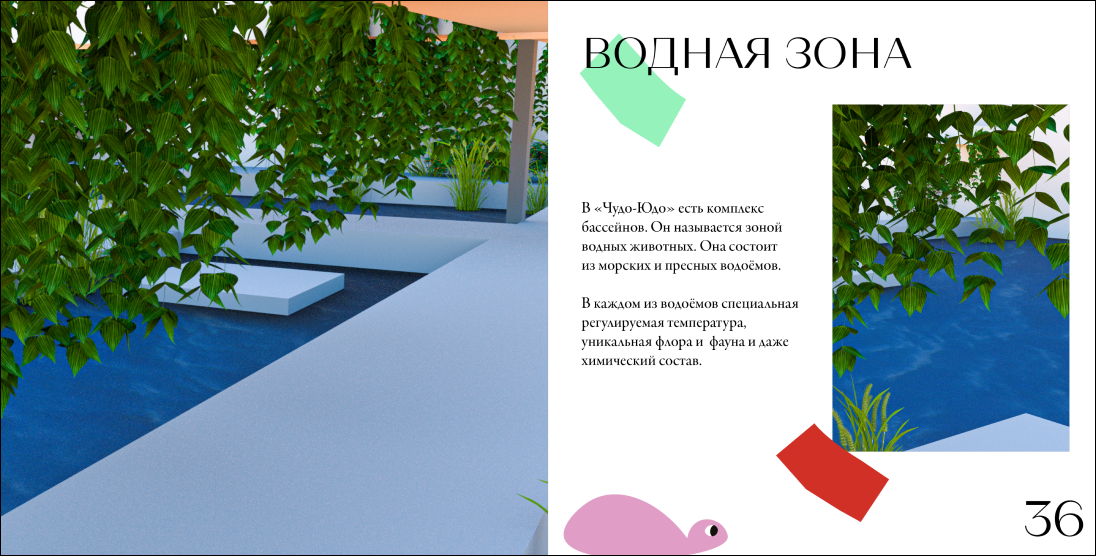 ВОДНАЯ ЗОНА
В «Чудо-Юдо» есть комплекс
бассейнов. Он называется зоной
водных животных. Она состоит
из морских и пресных водоёмов.
В каждом из водоёмов специальная
регулируемая температура,
уникальная флора и фауна и даже
химический состав.
36